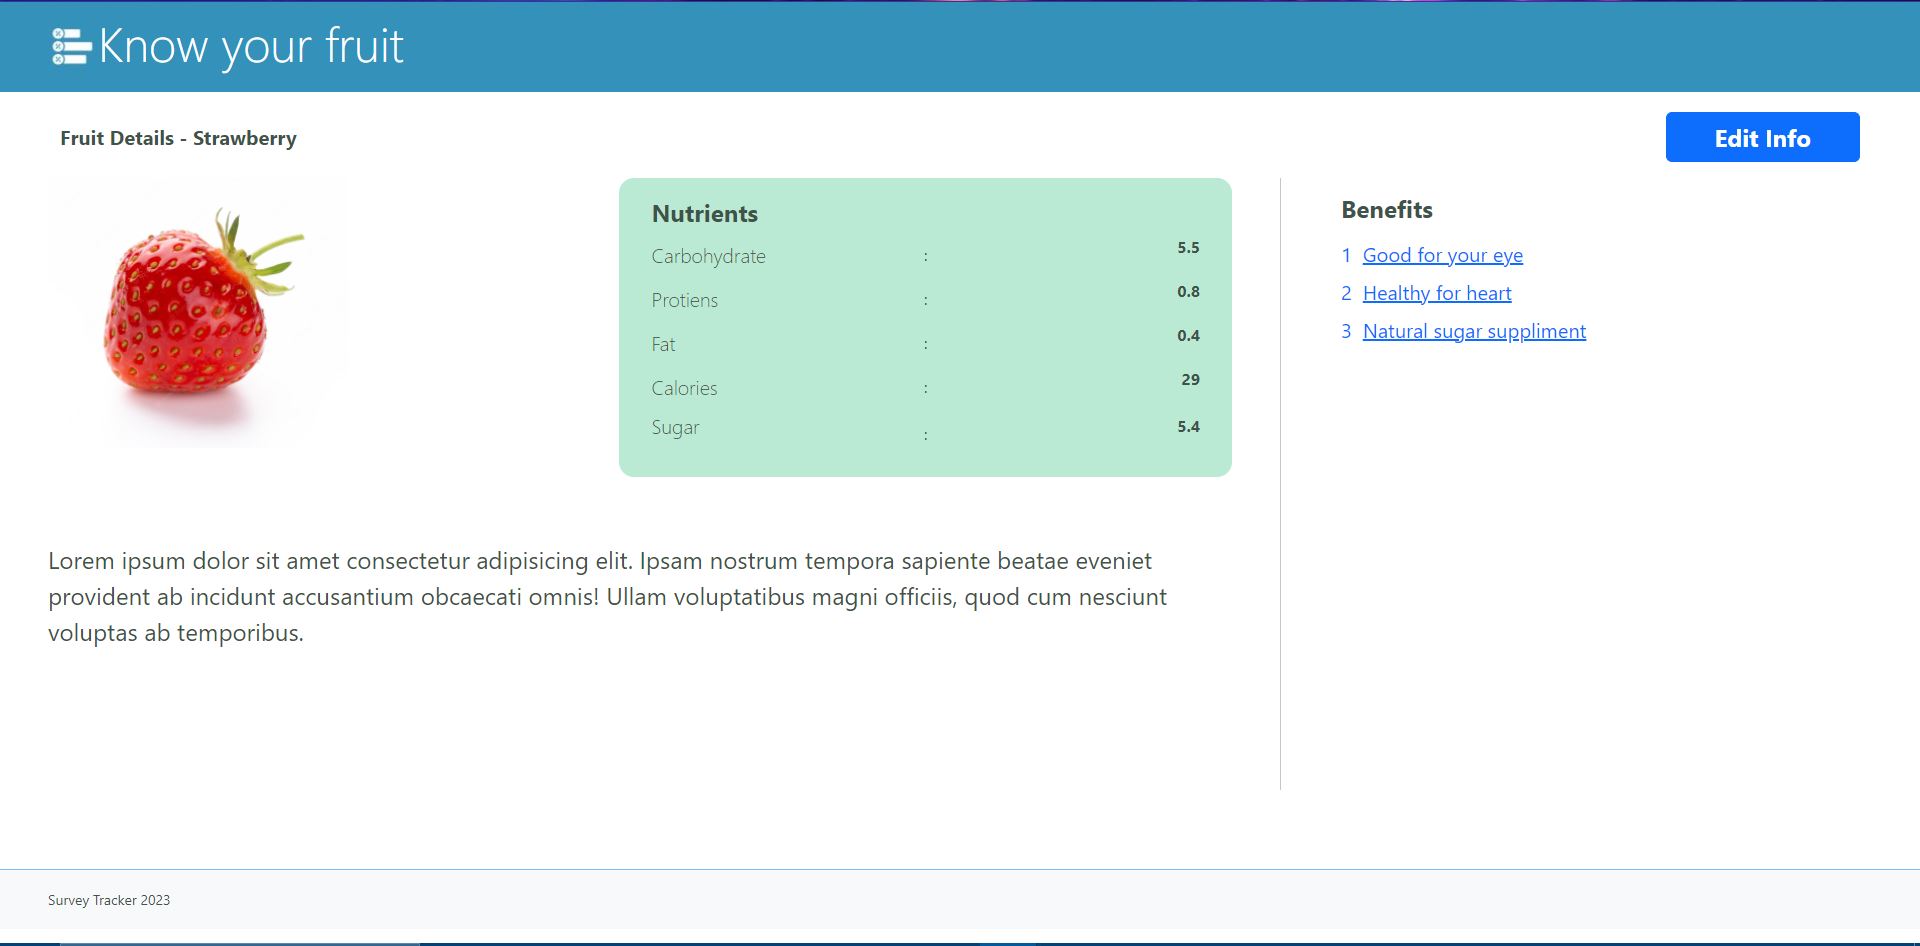 Know your fruit
Fruit Details - Strawberry
Edit Info
Nutrients
Carbohydrate : 5.5
Protiens : 0.8
Fat : 0.4
Calories : 29
Sugar : 5.4
Benefits
1 Good for your eye
2 Healthy for heart
3 Natural sugar suppliment
Lorem ipsum dolor sit amet consectetur adipisicing elit. Ipsam nostrum tempora sapiente beatae eveniet
provident ab incidunt accusantium obcaecati omnis! Ullam voluptatibus magni officiis, quod cum nesciunt
voluptas ab temporibus.
Survey Tracker 2023